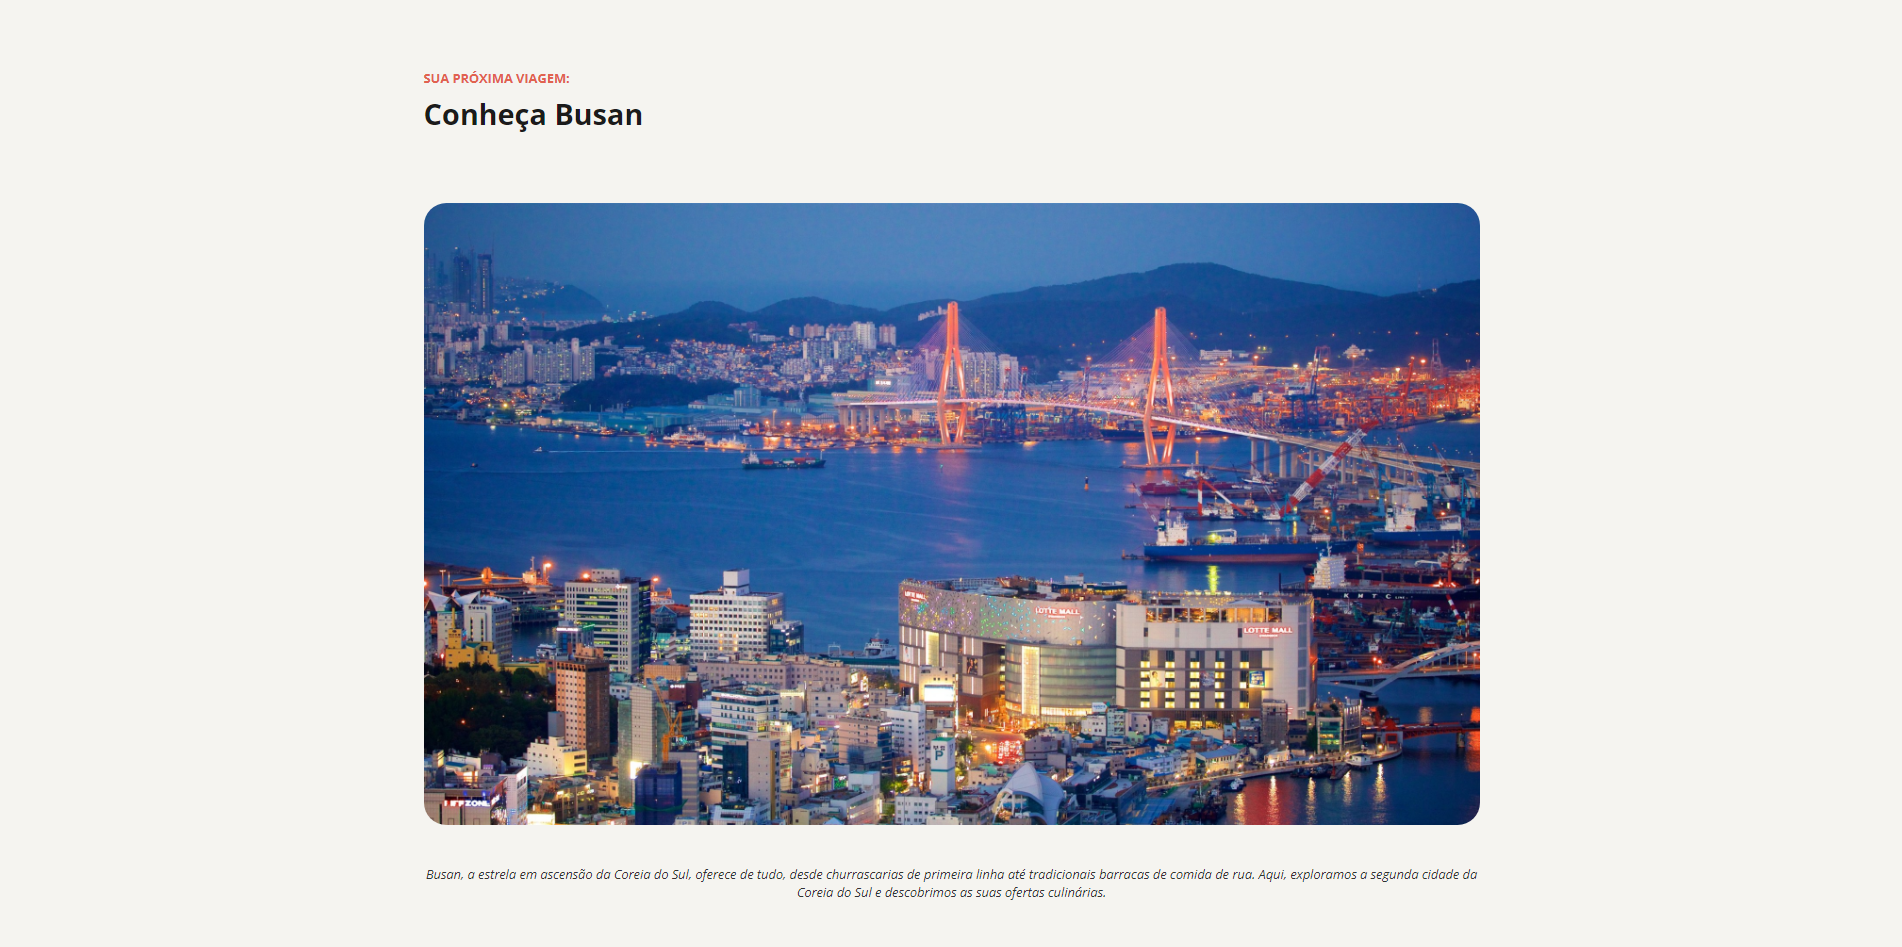 SUA PRÓXIMA VIAGEM:
Conheça Busan
LOTTE MALL
LOTTE MALL
LOTTE MALL
K M T C
P
Busan, a estrela em ascensão da Coreia do Sul, oferece de tudo, desde churrascarias de primeira linha até tradicionais barracas de comida de rua. Aqui, exploramos a segunda cidade da
Coreia do Sul e descobrimos as suas ofertas culinárias.